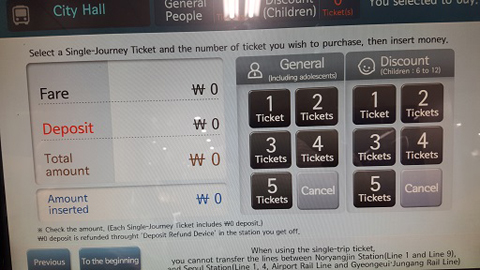 City Hall
General
People
Ticket(s)
Discount
(Children)
Ticket(s)
You selected to buy.
Select a Single-Journey Ticket and the number of ticket you wish to purchase, then insert money.
Fare ₩ 0
Deposit ₩ 0
Total
amount ₩ 0
Amount
inserted ₩ 0
General
(Including adolescents)
1
Ticket
2
Tickets
3
Tickets
4
Tickets
5
Tickets
Cancel
Discount
(Children : 6 to 12)
1
Ticket
2
Tickets
3
Tickets
4
Tickets
5
Tickets
Cancel
※ Check the amount. (Each Single-Journey Ticket includes ₩0 deposit.)
₩0 deposit is refunded through 'Deposit Refund Device' in the station you get off.
Previous
To the beginning
When using the single-trip ticket,
you cannot transfer the lines between Noryangjin Station(Line 1 and Line 9),
and Seoul Station(Line 1, 4, Airport Rail Line and Gyeongeui·Jungang Rail Line)